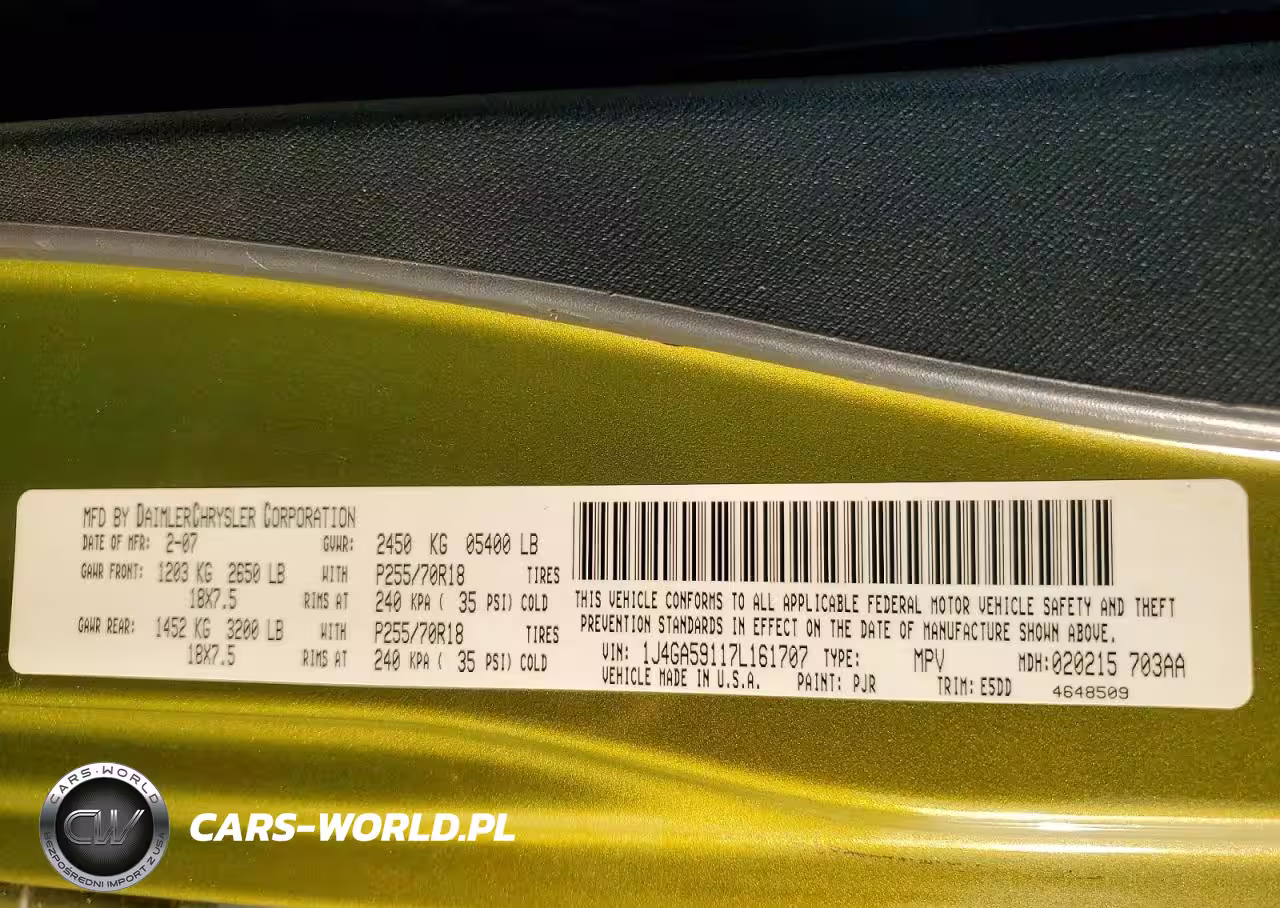 MFD BY DAIMLERCHRYSLER CORPORATION
DATE OF MFR: 2-07 GVWR: 2450 KG 05400 LB
GAWR FRONT: 1203 KG 2650 LB WITH P255/70R18 TIRES
18X7.5 RIMS AT 240 KPA ( 35 PSI) COLD
GAWR REAR: 1452 KG 3200 LB WITH P255/70R18 TIRES
18X7.5 RIMS AT 240 KPA ( 35 PSI) COLD
THIS VEHICLE CONFORMS TO ALL APPLICABLE FEDERAL MOTOR VEHICLE SAFETY AND THEFT
PREVENTION STANDARDS IN EFFECT ON THE DATE OF MANUFACTURE SHOWN ABOVE.
VIN: 1J4GA59117L161707 TYPE: MPV MDH:020215 703AA
VEHICLE MADE IN U.S.A. PAINT: PJR TRIM: E5DD 4648509
CARS-WORLD
CW
BEZPOŚREDNI IMPORT Z USA
CARS-WORLD.PL